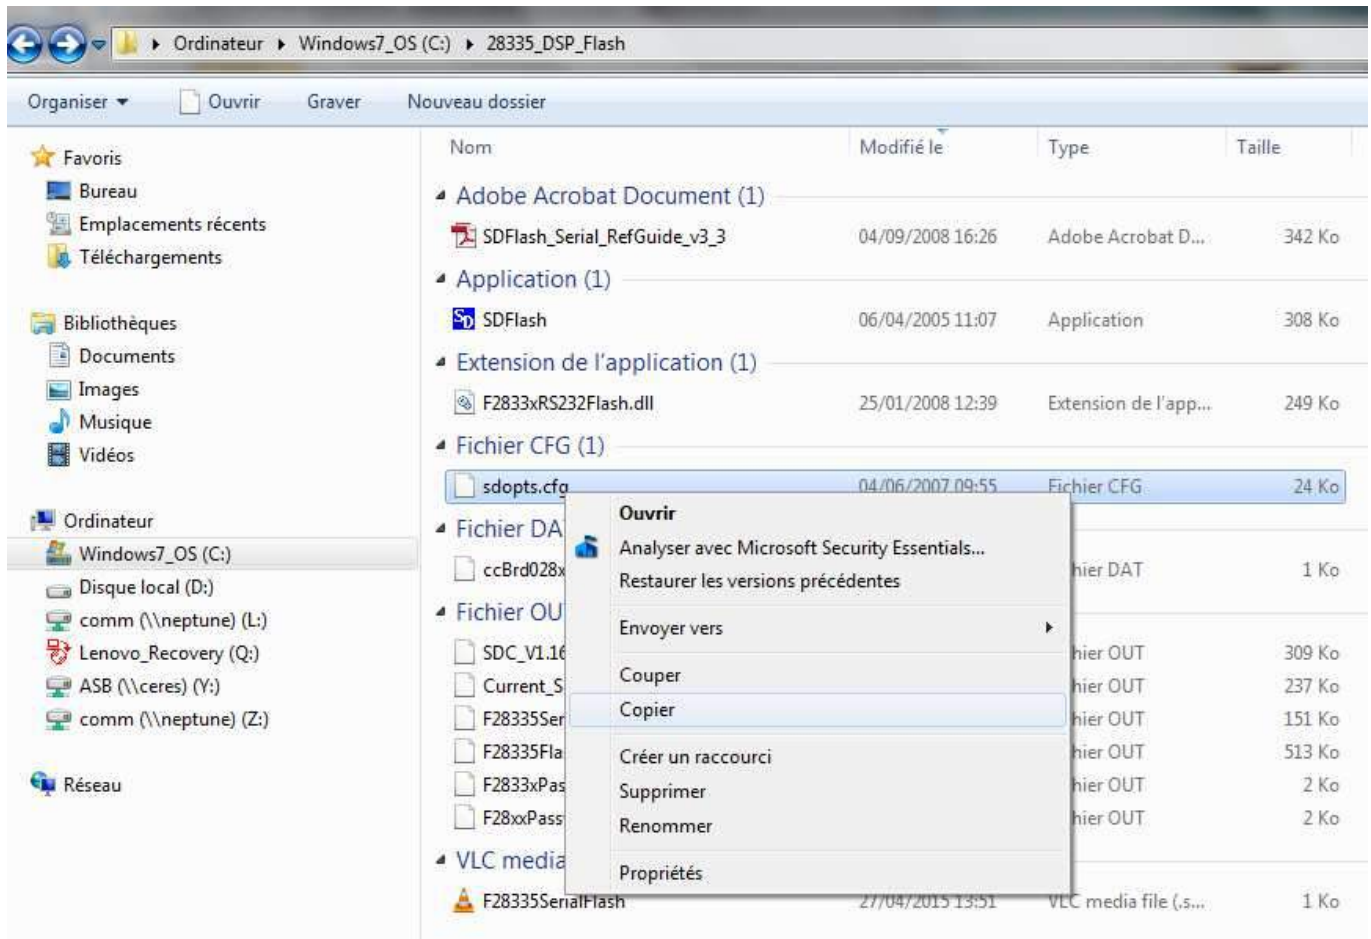 Ordinateur Windows7_OS (C:) 28335_DSP_Flash
Organiser Ouvrir Graver Nouveau dossier
Nom Modifié le Type Taille
Favoris
Bureau
Emplacements récents
Téléchargements
Bibliothèques
Documents
Images
Musique
Vidéos
Ordinateur
Windows7_OS (C:)
Disque local (D:)
comm (\\neptune) (L:)
Lenovo_Recovery (Q:)
ASB (\\ceres) (Y:)
comm (\\neptune) (Z:)
Réseau
Adobe Acrobat Document (1)
SDFlash_Serial_RefGuide_v3_3 04/09/2008 16:26 Adobe Acrobat D... 342 Ko
Application (1)
SD SDFlash 06/04/2005 11:07 Application 308 Ko
Extension de l'application (1)
F2833xRS232Flash.dll 25/01/2008 12:39 Extension de l'app... 249 Ko
Fichier CFG (1)
sdopts.cfg 04/06/2007 09:55 Fichier CFG 24 Ko
Fichier DA
ccBrd028x hier DAT 1 Ko
Fichier OU
SDC_V1.16 hier OUT 309 Ko
Current_S hier OUT 237 Ko
F28335Ser hier OUT 151 Ko
F28335Fla hier OUT 513 Ko
F2833xPas hier OUT 2 Ko
F28xxPass hier OUT 2 Ko
VLC media
F28335SerialFlash 27/04/2015 13:51 VLC media file (.s... 1 Ko
Ouvrir
Analyser avec Microsoft Security Essentials...
Restaurer les versions précédentes
Envoyer vers
Couper
Copier
Créer un raccourci
Supprimer
Renommer
Propriétés